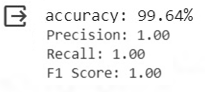 accuracy: 99.64%
Precision: 1.00
Recall: 1.00
F1 Score: 1.00